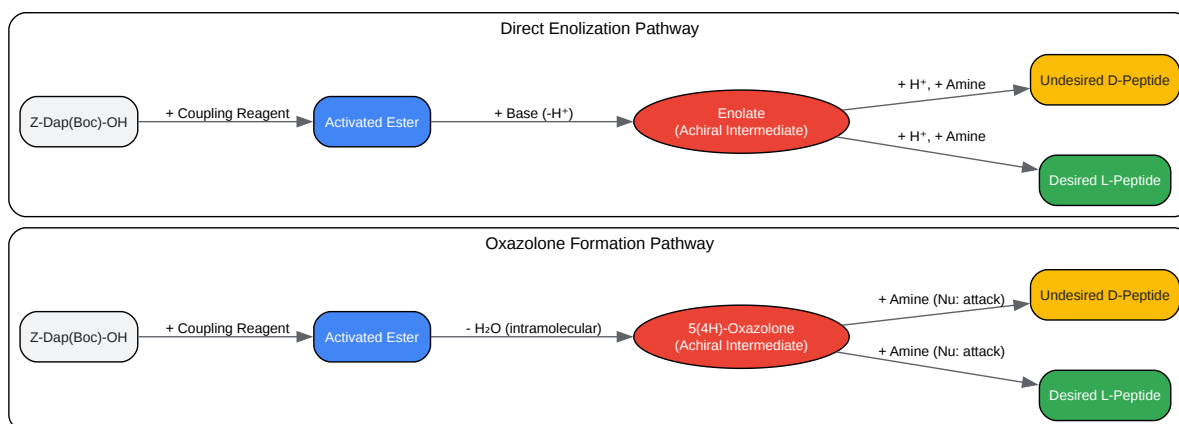 Direct Enolization Pathway
Z-Dap(Boc)-OH
+ Coupling Reagent
Activated Ester
+ Base (-H⁺)
Enolate
(Achiral Intermediate)
+ H⁺, + Amine
Undesired D-Peptide
+ H⁺, + Amine
Desired L-Peptide
Oxazolone Formation Pathway
Z-Dap(Boc)-OH
+ Coupling Reagent
Activated Ester
- H₂O (intramolecular)
5(4H)-Oxazolone
(Achiral Intermediate)
+ Amine (Nu: attack)
Undesired D-Peptide
+ Amine (Nu: attack)
Desired L-Peptide